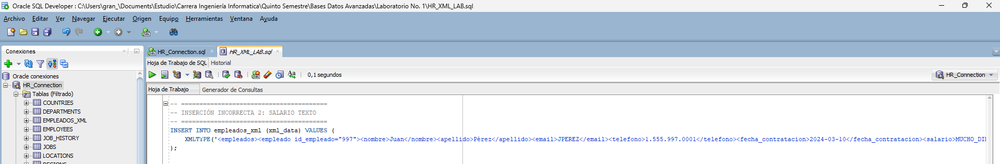 Oracle SQL Developer : C:\Users\gran_\Documents\Estudio\Carrera Ingeniería Informatica\Quinto Semestre\Bases Datos Avanzadas\Laboratorio No. 1\HR_XML_LAB.sql
Archivo Editar Ver Navegar Ejecutar Origen Equipo Herramientas Ventana Ayuda
Conexiones
HR_Connection.sql HR_XML_LAB.sql
Hoja de Trabajo de SQL Historial
0,1 segundos
HR_Connection
Hoja de Trabajo Generador de Consultas
Oracle conexiones
HR_Connection
Tablas (Filtrado)
COUNTRIES
DEPARTMENTS
EMPLEADOS_XML
EMPLOYEES
JOB_HISTORY
JOBS
LOCATIONS
REGIONS
-- ========================================
-- INSERCIÓN INCORRECTA 2: SALARIO TEXTO
-- ========================================
INSERT INTO empleados_xml (xml_data) VALUES (
XMLTYPE('<empleados><empleado id_empleado="997"><nombre>Juan</nombre><apellido>Pérez</apellido><email>JPEREZ</email><telefono>1.555.997.0001</telefono><fecha_contratacion>2024-03-10</fecha_contratacion><salario>MUCHO_DI
);